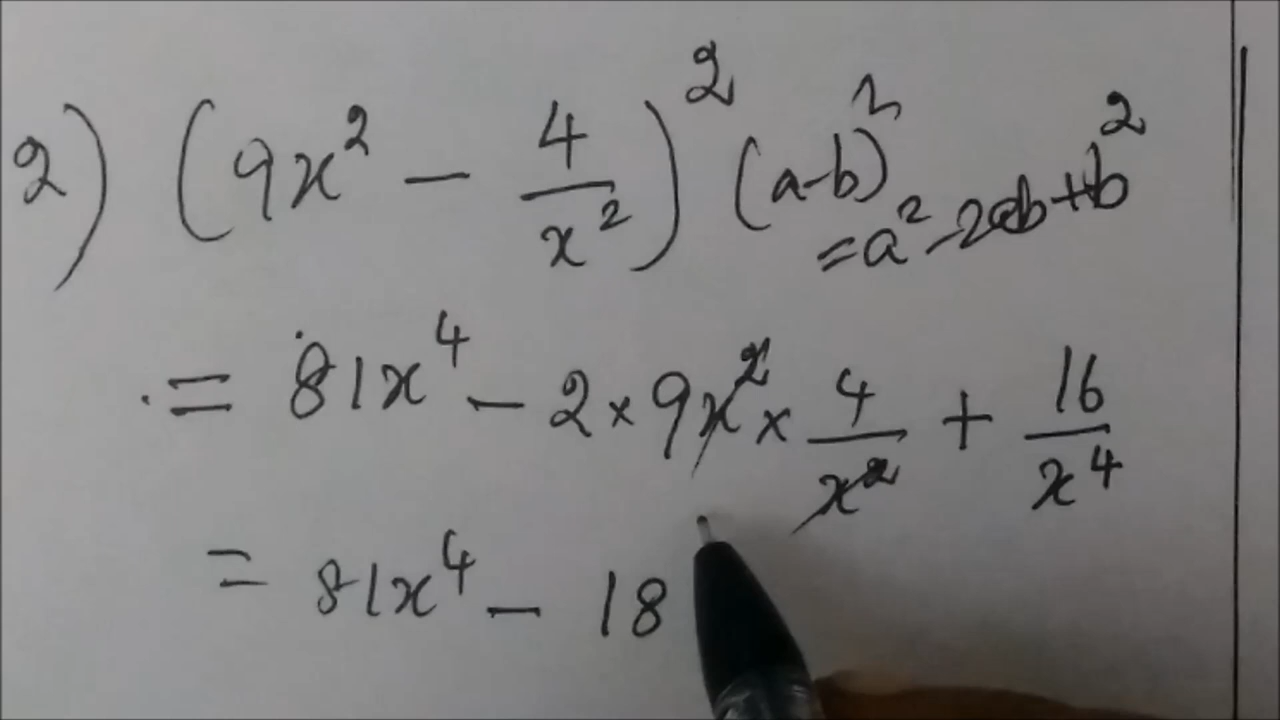 2) (9x² - 4/x²)² (a-b)²
= a² - 2ab + b²
= 81x⁴ - 2 × 9x² × 4/x² + 16/x⁴
= 81x⁴ - 18